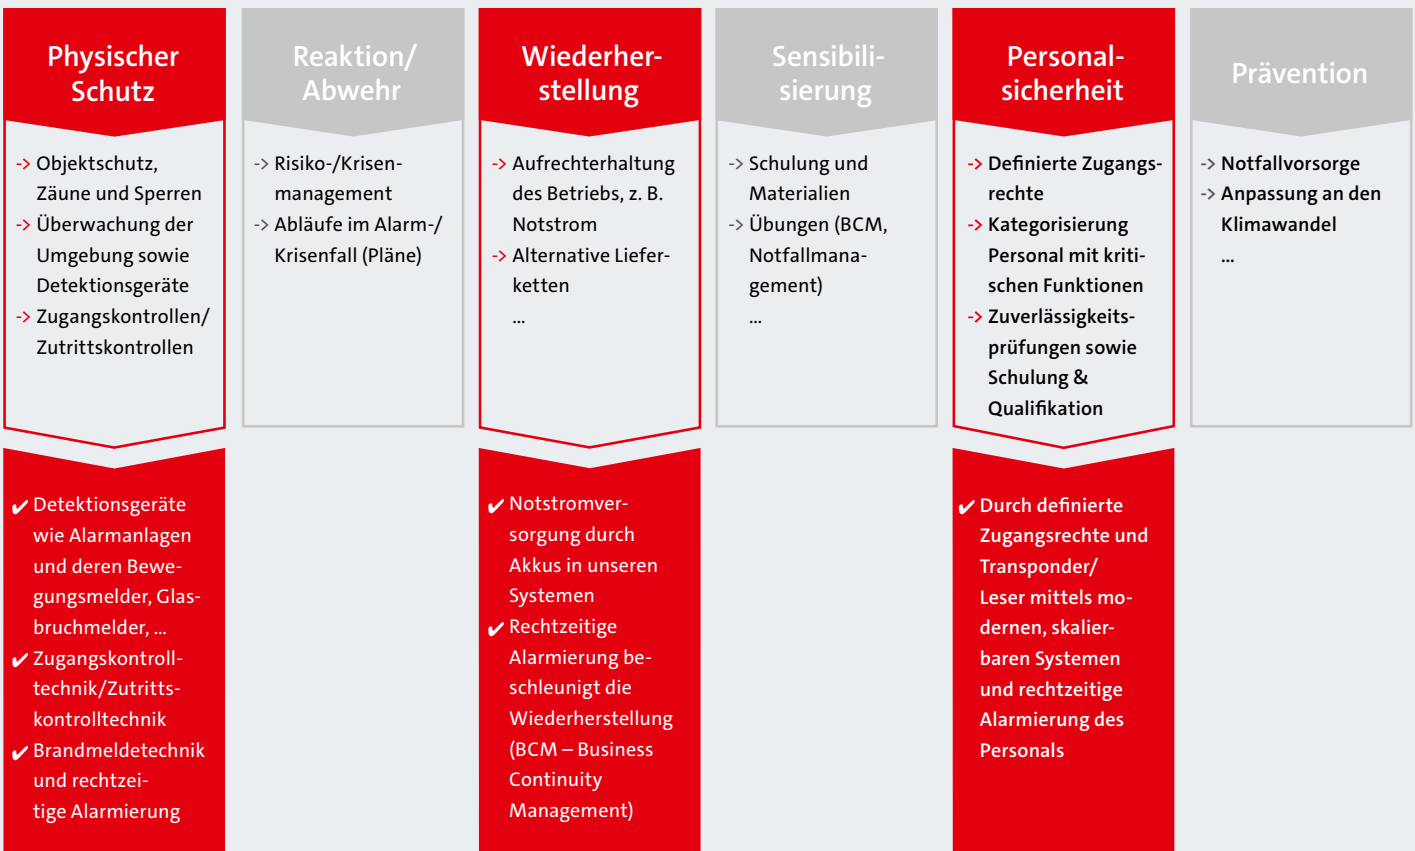 Physischer
Schutz
-> Objektschutz,
Zäune und Sperren
-> Überwachung der
Umgebung sowie
Detektionsgeräte
-> Zugangskontrollen/
Zutrittskontrollen
✔ Detektionsgeräte
wie Alarmanlagen
und deren Bewe-
gungsmelder, Glas-
bruchmelder, …
✔ Zugangskontroll-
technik/Zutritts-
kontrolltechnik
✔ Brandmeldetechnik
und rechtzei-
tige Alarmierung
Reaktion/
Abwehr
-> Risiko-/Krisen-
management
-> Abläufe im Alarm-/
Krisenfall (Pläne)
Wiederher-
stellung
-> Aufrechterhaltung
des Betriebs, z. B.
Notstrom
-> Alternative Liefer-
ketten
…
✔ Notstromver-
sorgung durch
Akkus in unseren
Systemen
✔ Rechtzeitige
Alarmierung be-
schleunigt die
Wiederherstellung
(BCM – Business
Continuity
Management)
Sensibili-
sierung
-> Schulung und
Materialien
-> Übungen (BCM,
Notfallmana-
gement)
…
Personal-
sicherheit
-> Definierte Zugangs-
rechte
-> Kategorisierung
Personal mit kriti-
schen Funktionen
-> Zuverlässigkeits-
prüfungen sowie
Schulung &
Qualifikation
✔ Durch definierte
Zugangsrechte und
Transponder/
Leser mittels mo-
dernen, skalier-
baren Systemen
und rechtzeitige
Alarmierung des
Personals
Prävention
-> Notfallvorsorge
-> Anpassung an den
Klimawandel
…